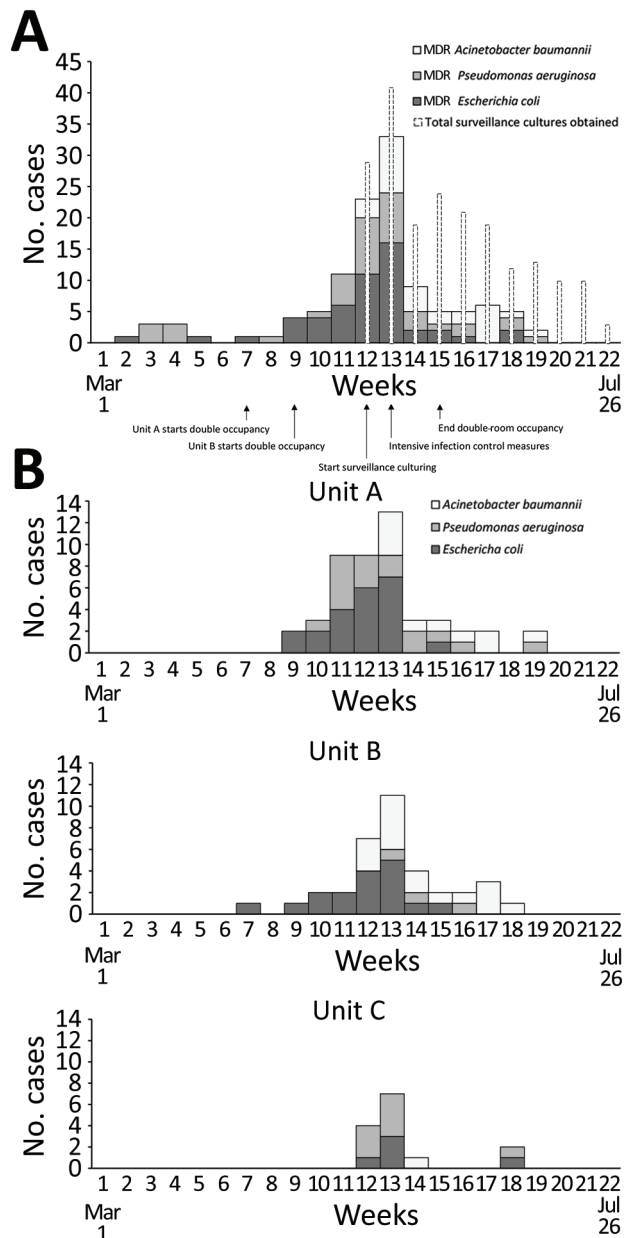 A
MDR Acinetobacter baumannii
MDR Pseudomonas aeruginosa
MDR Escherichia coli
Total surveillance cultures obtained
No. cases
45
40
35
30
25
20
15
10
5
0
1 2 3 4 5 6 7 8 9 10 11 12 13 14 15 16 17 18 19 20 21 22
Mar
1
Weeks
Jul
26
Unit A starts double occupancy
End double-room occupancy
Unit B starts double occupancy
Intensive infection control measures
Start surveillance culturing
B
Unit A
Acinetobacter baumannii
Pseudomonas aeruginosa
Eschericha coli
No. cases
14
12
10
8
6
4
2
0
1 2 3 4 5 6 7 8 9 10 11 12 13 14 15 16 17 18 19 20 21 22
Mar
1
Weeks
Jul
26
Unit B
No. cases
14
12
10
8
6
4
2
0
1 2 3 4 5 6 7 8 9 10 11 12 13 14 15 16 17 18 19 20 21 22
Mar
1
Weeks
Jul
26
Unit C
No. cases
14
12
10
8
6
4
2
0
1 2 3 4 5 6 7 8 9 10 11 12 13 14 15 16 17 18 19 20 21 22
Mar
1
Weeks
Jul
26